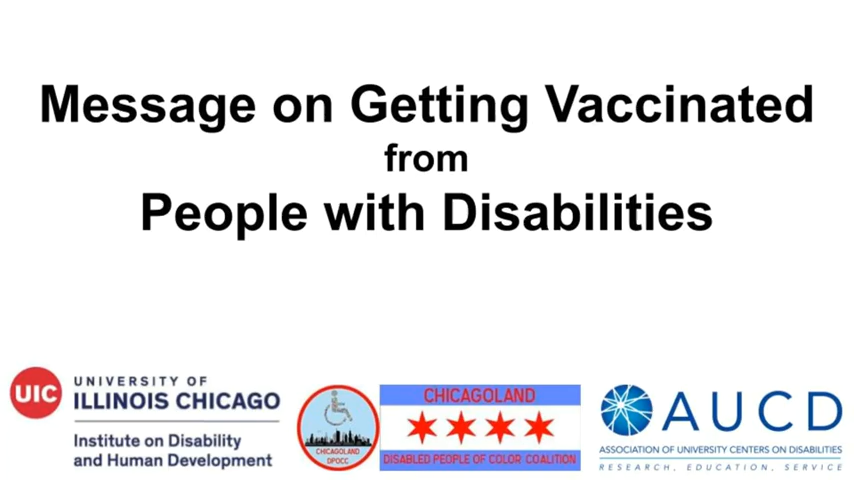 Message on Getting Vaccinated
from
People with Disabilities
UIC
UNIVERSITY OF
ILLINOIS CHICAGO
Institute on Disability
and Human Development
CHICAGOLAND
DPOCC
CHICAGOLAND
DISABLED PEOPLE OF COLOR COALITION
AUCD
ASSOCIATION OF UNIVERSITY CENTERS ON DISABILITIES
RESEARCH, EDUCATION, SERVICE